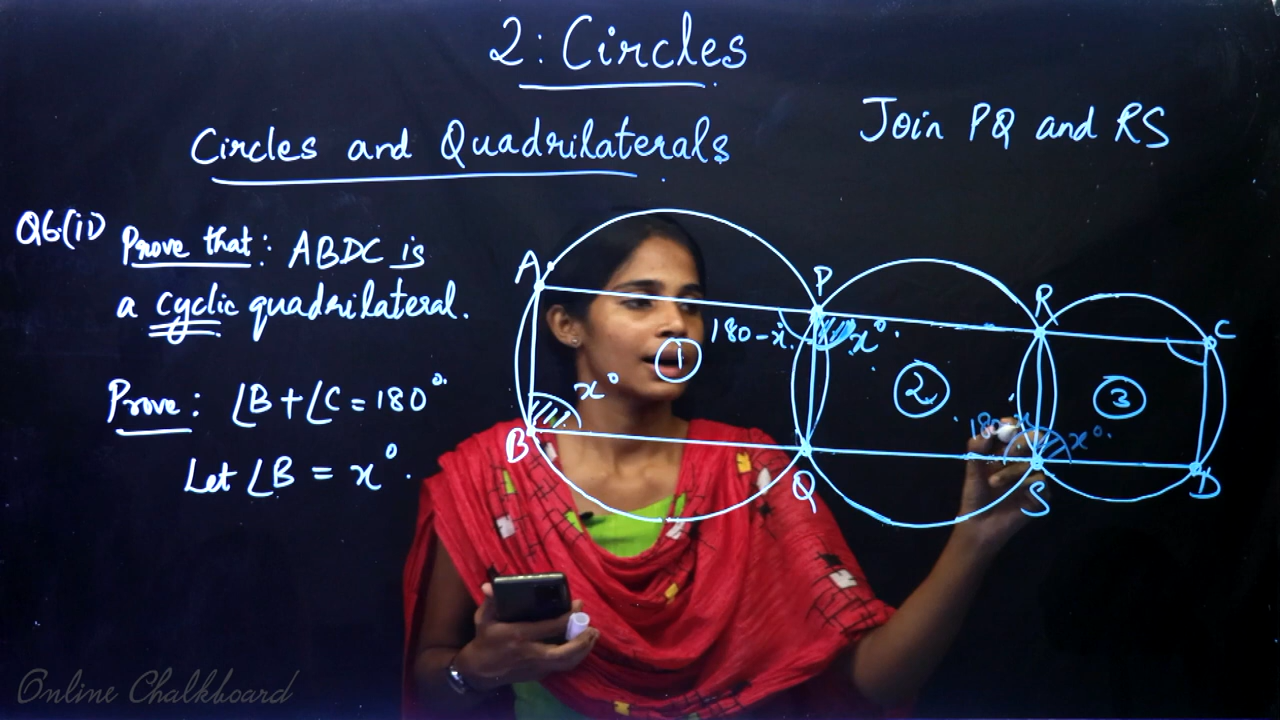 2: Circles
Circles and Quadrilaterals
Join PQ and RS
Q6.(ii) Prove that: ABDC is
a cyclic quadrilateral.
Prove: ∠B+∠C=180°.
Let ∠B = x°.
A
P
R
C
180-x
x°
1
2
3
x°
180-x
x°
B
Q
S
D
Online Chalkboard